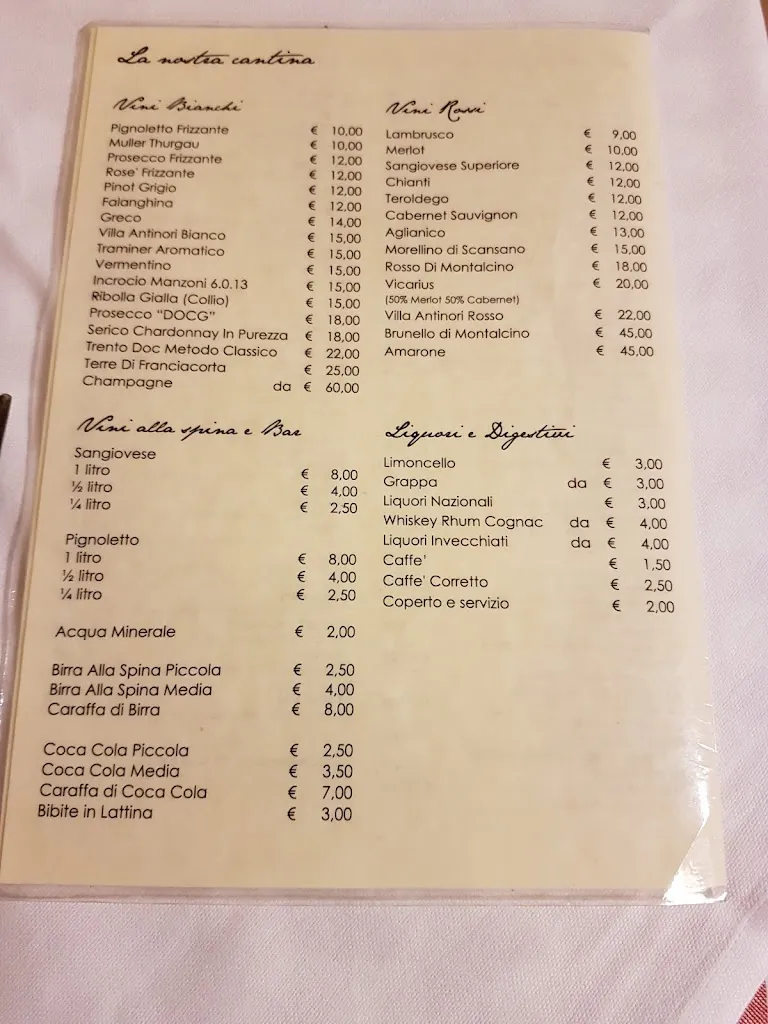 La nostra cantina
Vini Bianchi
Pignoletto Frizzante € 10,00
Muller Thurgau € 10,00
Prosecco Frizzante € 12,00
Rose' Frizzante € 12,00
Pinot Grigio € 12,00
Falanghina € 12,00
Greco € 14,00
Villa Antinori Bianco € 15,00
Traminer Aromatico € 15,00
Vermentino € 15,00
Incrocio Manzoni 6.0.13 € 15,00
Ribolla Gialla (Collio) € 15,00
Prosecco "DOCG" € 18,00
Serico Chardonnay In Purezza € 18,00
Trento Doc Metodo Classico € 22,00
Terre Di Franciacorta € 25,00
Champagne da € 60,00
Vini Rossi
Lambrusco € 9,00
Merlot € 10,00
Sangiovese Superiore € 12,00
Chianti € 12,00
Teroldego € 12,00
Cabernet Sauvignon € 12,00
Aglianico € 13,00
Morellino di Scansano € 15,00
Rosso Di Montalcino € 18,00
Vicarius € 20,00
(50% Merlot 50% Cabernet)
Villa Antinori Rosso € 22,00
Brunello di Montalcino € 45,00
Amarone € 45,00
Vini alla spina e Bar
Sangiovese
1 litro € 8,00
½ litro € 4,00
¼ litro € 2,50
Pignoletto
1 litro € 8,00
½ litro € 4,00
¼ litro € 2,50
Acqua Minerale € 2,00
Birra Alla Spina Piccola € 2,50
Birra Alla Spina Media € 4,00
Caraffa di Birra € 8,00
Coca Cola Piccola € 2,50
Coca Cola Media € 3,50
Caraffa di Coca Cola € 7,00
Bibite in Lattina € 3,00
Liquori e Digestivi
Limoncello € 3,00
Grappa da € 3,00
Liquori Nazionali € 3,00
Whiskey Rhum Cognac da € 4,00
Liquori Invecchiati da € 4,00
Caffe' € 1,50
Caffe' Corretto € 2,50
Coperto e servizio € 2,00